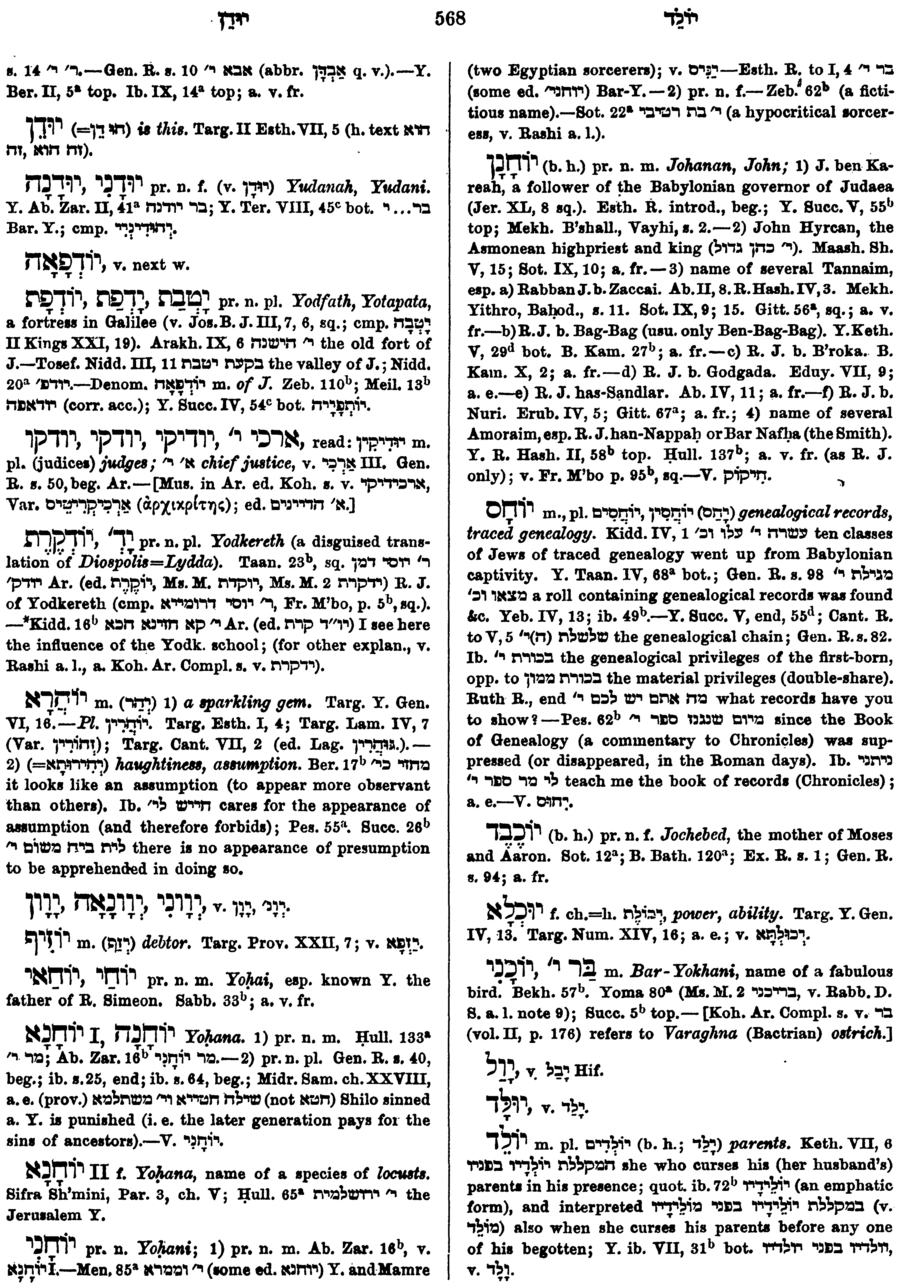 יוּדָן 568 יוֹלֵד
s. 14 ר' י'.—Gen. R. s. 10 אבא י' (abbr. אַבְדָּן q. v.).—Y.
Ber. II, 5ᵃ top. Ib. IX, 14ᵃ top; a. v. fr.
יוּדֵן (=הוּ דֵן) is this. Targ. II Esth. VII, 5 (h. text הוא
זה, הוא זה).
יוּדָנָה, יוּדָנִי pr. n. f. (v. יוּדָן) Yudanah, Yudani.
Y. Ab. Zar. II, 41ᵃ בר יודנה; Y. Ter. VIII, 45ᶜ bot. בר...י
Bar. Y.; cmp.
יוֹדְפָאָה, v. next w.
יוֹדְפָת, יָדְפַת, יָטְבַת pr. n. pl. Yodfath, Yotapata,
a fortress in Galilee (v. Jos. B. J. III, 7, 6, sq.; cmp. יָטְבָה
II Kings XXI, 19). Arakh. IX, 6 י' הישנה the old fort of
J.—Tosef. Nidd. III, 11 בקעת יטבת the valley of J.; Nidd.
20ᵃ יודפ'.—Denom. יוֹדְפָאָה m. of J. Zeb. 110ᵇ; Meil. 13ᵇ
יודאפה (corr. acc.); Y. Succ. IV, 54ᶜ bot. יוֹתְפָיֵיה.
יודקו, יודקי, יודיקי, ארכי י', read: יוּדִיקִין m.
pl. (judices) judges; א' י' chief justice, v. אַרְכִי III. Gen.
R. s. 50, beg. Ar.—[Mus. in Ar. ed. Koh. s. v. ארכידיקי,
Var. אַרְכִיקְרִיטִיס (ἀρχικρίτης); ed. א' הדיינים.]
יוֹדְקֶרֶת, יָד' pr. n. pl. Yodkereth (a disguised trans-
lation of Diospolis=Lydda). Taan. 23ᵇ, sq. ר' יוסי דמן
יודק' Ar. (ed. יוֹקֶרֶת, Ms. M. יוקדת, Ms. M. 2 ידקרת) R. J.
of Yodkereth (cmp. ר' יוסי דרומייא, Fr. M'bo, p. 5ᵇ, sq.).
—*Kidd. 16ᵇ י' קא חזינא הכא Ar. (ed. יו"ד קרת) I see here
the influence of the Yodk. school; (for other explan., v.
Rashi a. l., a. Koh. Ar. Compl. s. v. ידקרת).
יוֹהֲרָא m. (יהר) 1) a sparkling gem. Targ. Y. Gen.
VI, 16.—Pl. יוֹהֲרִין. Targ. Esth. I, 4; Targ. Lam. IV, 7
(Var. זְהוֹרִין); Targ. Cant. VII, 2 (ed. Lag. גּוּהֲרִין.).—
2) (=יְהִירוּתָא) haughtiness, assumption. Ber. 17ᵇ מחזי כי'
it looks like an assumption (to appear more observant
than others). Ib. חייש לי' cares for the appearance of
assumption (and therefore forbids); Pes. 55ᵃ. Succ. 26ᵇ
לית ביה משום י' there is no appearance of presumption
to be apprehended in doing so.
יְוָון, יְוָונָאָה, יְוָונִי, v. יָוָן, יְוָנ'.
יוֹזִיף m. (יְזַף) debtor. Targ. Prov. XXII, 7; v. יַזְפָא.
יוֹחַי, יוֹחַאי pr. n. m. Yoḥai, esp. known Y. the
father of R. Simeon. Sabb. 33ᵇ; a. v. fr.
יוֹחָנָא I, יוֹחָנָה Yoḥana. 1) pr. n. m. Ḥull. 133ᵃ
מר י'; Ab. Zar. 16ᵇ מר יוֹחָנִי.—2) pr. n. pl. Gen. R. s. 40,
beg.; ib. s. 25, end; ib. s. 64, beg.; Midr. Sam. ch. XXVIII,
a. e. (prov.) שילה חטייא וי' משתלמא (not חטא) Shilo sinned
a. Y. is punished (i. e. the later generation pays for the
sins of ancestors).—V. יוֹחָנִי.
יוֹחָנָא II f. Yoḥana, name of a species of locusts.
Sifra Sh'mini, Par. 3, ch. V; Ḥull. 65ᵃ י' ירושלמית the
Jerusalem Y.
יוֹחָנִי pr. n. Yoḥani; 1) pr. n. m. Ab. Zar. 16ᵇ, v.
יוֹחָנָא I.—Men. 85ᵃ י' וממרא (some ed. יוחנא) Y. and Mamre
(two Egyptian sorcerers); v. יַנִּיס—Esth. R. to I, 4 בר י'
(some ed. יוחני') Bar-Y.—2) pr. n. f.—Zeb. 62ᵇ (a ficti-
tious name).—Sot. 22ᵃ י' בת רטיבי (a hypocritical sorcer-
ess, v. Rashi a. l.).
יוֹחָנָן (b. h.) pr. n. m. Johanan, John; 1) J. ben Ka-
reah, a follower of the Babylonian governor of Judaea
(Jer. XL, 8 sq.). Esth. R. introd., beg.; Y. Succ. V, 55ᵇ
top; Mekh. B'shall., Vayhi, s. 2.—2) John Hyrcan, the
Asmonean highpriest and king (י' כהן גדול). Maash. Sh.
V, 15; Sot. IX, 10; a. fr.—3) name of several Tannaim,
esp. a) Rabban J. b. Zaccai. Ab. II, 8. R. Hash. IV, 3. Mekh.
Yithro, Baḥod., s. 11. Sot. IX, 9; 15. Gitt. 56ᵃ, sq.; a. v.
fr.—b) R. J. b. Bag-Bag (usu. only Ben-Bag-Bag). Y. Keth.
V, 29ᵈ bot. B. Kam. 27ᵇ; a. fr.—c) R. J. b. B'roka. B.
Kam. X, 2; a. fr.—d) R. J. b. Godgada. Eduy. VII, 9;
a. e.—e) R. J. has-Sandlar. Ab. IV, 11; a. fr.—f) R. J. b.
Nuri. Erub. IV, 5; Gitt. 67ᵃ; a. fr.; 4) name of several
Amoraim, esp. R. J. han-Nappaḥ or Bar Nafḥa (the Smith).
Y. R. Hash. II, 58ᵇ top. Ḥull. 137ᵇ; a. v. fr. (as R. J.
only); v. Fr. M'bo p. 95ᵇ, sq.—V. חִיקוֹק.
יוֹחַס m., pl. יוֹחֲסִין, יוֹחֲסִים (יָחַס) genealogical records,
traced genealogy. Kidd. IV, 1 עשרה י' עלו וכ' ten classes
of Jews of traced genealogy went up from Babylonian
captivity. Y. Taan. IV, 68ᵃ bot.; Gen. R. s. 98 מגילת י'
מצאו וכ' a roll containing genealogical records was found
&c. Yeb. IV, 13; ib. 49ᵇ.—Y. Succ. V, end, 55ᵈ; Cant. R.
to V, 5 שלשלת (ה)י' the genealogical chain; Gen. R. s. 82.
Ib. בכורת י' the genealogical privileges of the first-born,
opp. to בכורת ממון the material privileges (double-share).
Ruth R., end מה אתם יש לכם י' what records have you
to show?—Pes. 62ᵇ מיום שנגנז ספר י' since the Book
of Genealogy (a commentary to Chronicles) was sup-
pressed (or disappeared, in the Roman days). Ib. ניתני
לי מר ספר י' teach me the book of records (Chronicles);
a. e.—V. יַחוּס.
יוֹכֶבֶד (b. h.) pr. n. f. Jochebed, the mother of Moses
and Aaron. Sot. 12ᵃ; B. Bath. 120ᵃ; Ex. R. s. 1; Gen. R.
s. 94; a. fr.
יוּכְלָא f. ch.=h. יְכוֹלֶת, power, ability. Targ. Y. Gen.
IV, 13. Targ. Num. XIV, 16; a. e.; v. יְכוּלְתָּא.
יוֹכָנִי, בַּר י' m. Bar-Yokhani, name of a fabulous
bird. Bekh. 57ᵇ. Yoma 80ᵃ (Ms. M. 2 בריכני, v. Rabb. D.
S. a. l. note 9); Succ. 5ᵇ top.—[Koh. Ar. Compl. s. v. בר
(vol. II, p. 176) refers to Varaghna (Bactrian) ostrich.]
יְוָל, v. יָבַל Hif.
יוּלָּד, v. יָלַד.
יוֹלֵד m. pl. יוֹלְדִים (b. h.; יָלַד) parents. Keth. VII, 6
המקללת יוֹלְדָיו בפניו she who curses his (her husband's)
parents in his presence; quot. ib. 72ᵇ יוֹלֵידָיו (an emphatic
form), and interpreted במקללת יוֹלֵידָיו בפני מוֹלִידָיו (v.
מוֹלִד) also when she curses his parents before any one
of his begotten; Y. ib. VII, 31ᵇ bot. יולדיו בפני יולדיו,
v. וָלָד.